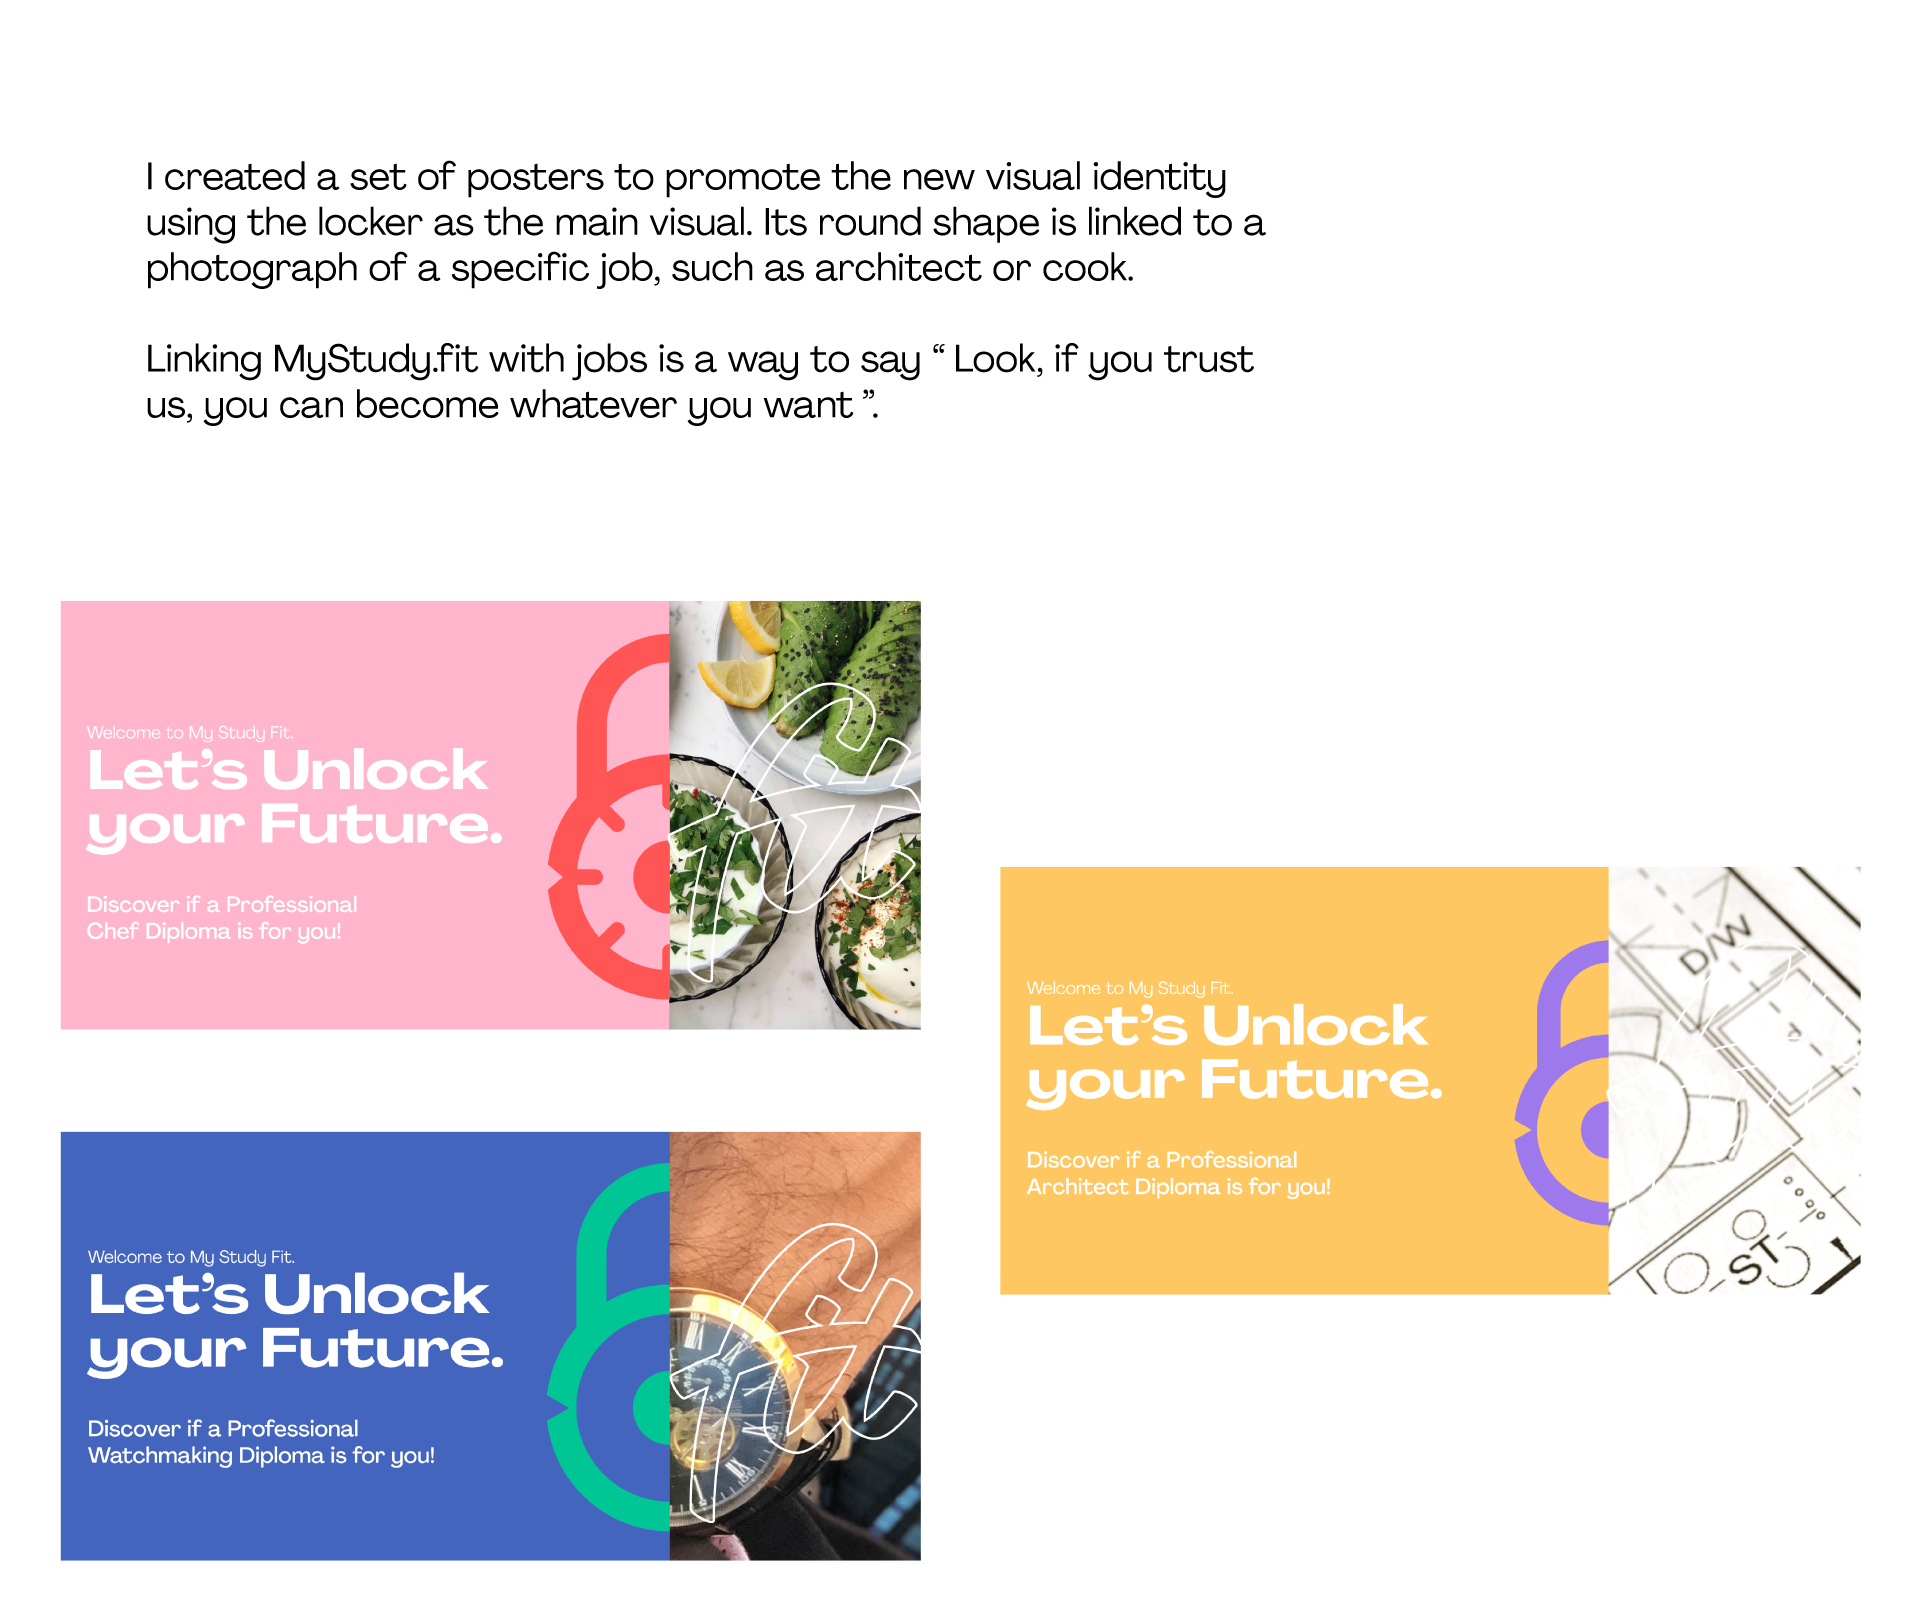 I created a set of posters to promote the new visual identity
using the locker as the main visual. Its round shape is linked to a
photograph of a specific job, such as architect or cook.
Linking MyStudy.fit with jobs is a way to say “ Look, if you trust
us, you can become whatever you want ”.
Welcome to My Study Fit.
Let’s Unlock
your Future.
Discover if a Professional
Chef Diploma is for you!
fit
Welcome to My Study Fit.
Let’s Unlock
your Future.
Discover if a Professional
Architect Diploma is for you!
D/W
ST
Welcome to My Study Fit.
Let’s Unlock
your Future.
Discover if a Professional
Watchmaking Diploma is for you!
fit